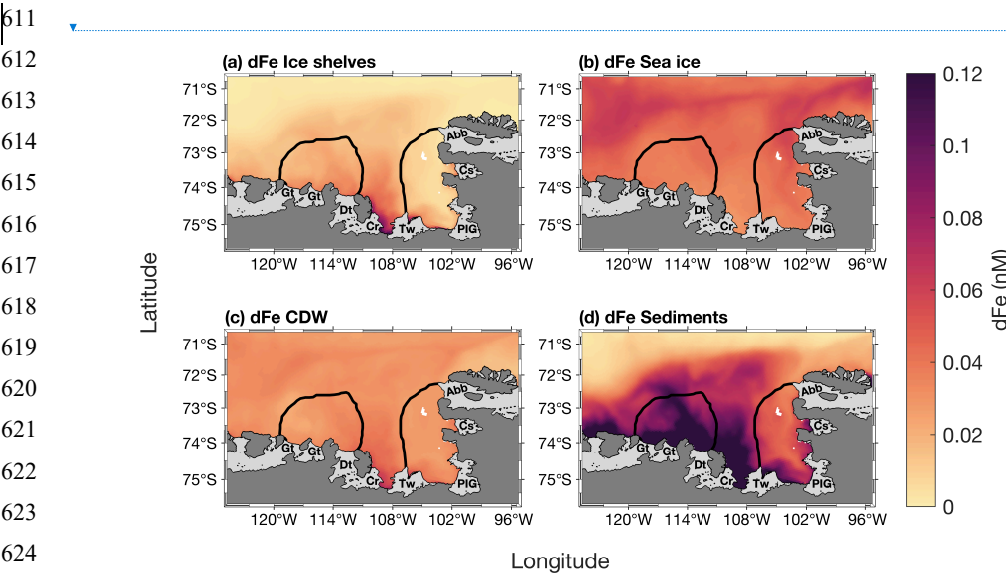 611
612
613
614
615
616
617
618
619
620
621
622
623
624
(a) dFe Ice shelves
71°S
72°S
73°S
74°S
75°S
Abb
Cs
Gt
Gt
Dt
Cr
Tw
PIG
120°W 114°W 108°W 102°W 96°W
(b) dFe Sea ice
71°S
72°S
73°S
74°S
75°S
Abb
Cs
Gt
Gt
Dt
Cr
Tw
PIG
120°W 114°W 108°W 102°W 96°W
(c) dFe CDW
71°S
72°S
73°S
74°S
75°S
Abb
Cs
Gt
Gt
Dt
Cr
Tw
PIG
120°W 114°W 108°W 102°W 96°W
(d) dFe Sediments
71°S
72°S
73°S
74°S
75°S
Abb
Cs
Gt
Gt
Dt
Cr
Tw
PIG
120°W 114°W 108°W 102°W 96°W
Latitude
Longitude
0.12
0.1
0.08
0.06
0.04
0.02
0
dFe (nM)